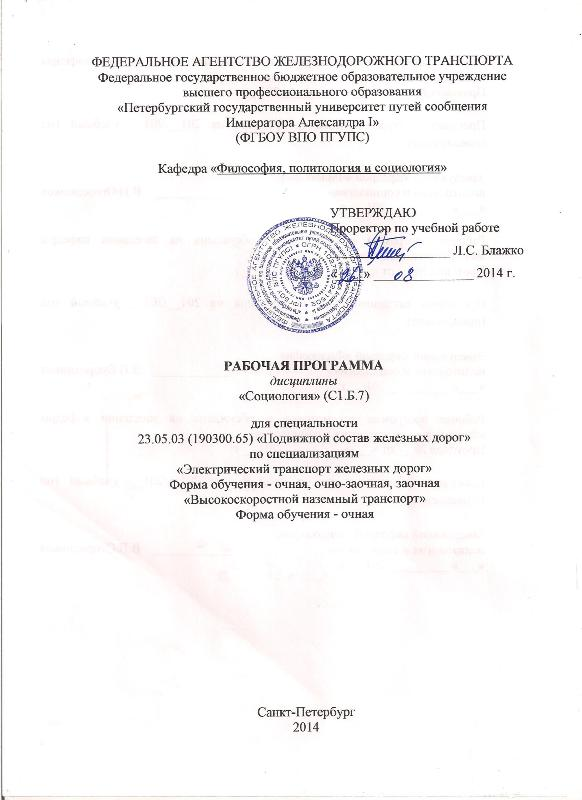 ФЕДЕРАЛЬНОЕ АГЕНТСТВО ЖЕЛЕЗНОДОРОЖНОГО ТРАНСПОРТА
Федеральное государственное бюджетное образовательное учреждение
высшего профессионального образования
«Петербургский государственный университет путей сообщения
Императора Александра I»
(ФГБОУ ВПО ПГУПС)
Кафедра «Философия, политология и социология»
УТВЕРЖДАЮ
Проректор по учебной работе
Л.С. Блажко
» 08 2014 г.
РАБОЧАЯ ПРОГРАММА
дисциплины
«Социология» (С1.Б.7)
для специальности
23.05.03 (190300.65) «Подвижной состав железных дорог»
по специализациям
«Электрический транспорт железных дорог»
Форма обучения - очная, очно-заочная, заочная
«Высокоскоростной наземный транспорт»
Форма обучения - очная
Санкт-Петербург
2014